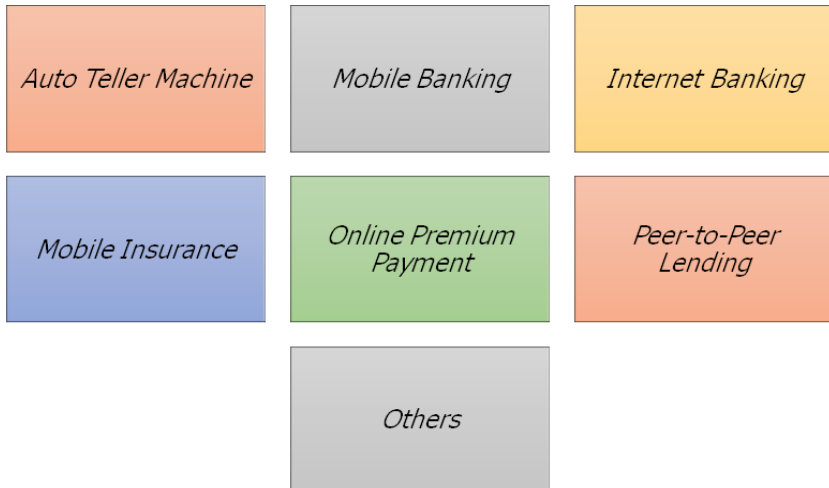 Auto Teller Machine
Mobile Banking
Internet Banking
Mobile Insurance
Online Premium
Payment
Peer-to-Peer
Lending
Others